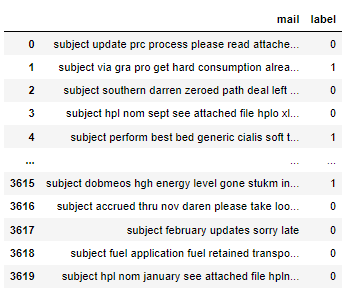 mail label
0 subject update prc process please read attache... 0
1 subject via gra pro get hard consumption alrea... 1
2 subject southern darren zeroed path deal left ... 0
3 subject hpl nom sept see attached file hplo xl... 0
4 subject perform best bed generic cialis soft t... 1
... ... ...
3615 subject dobmeos hgh energy level gone stukm in... 1
3616 subject accrued thru nov daren please take loo... 0
3617 subject february updates sorry late 0
3618 subject fuel application fuel retained transpo... 0
3619 subject hpl nom january see attached file hpln... 0